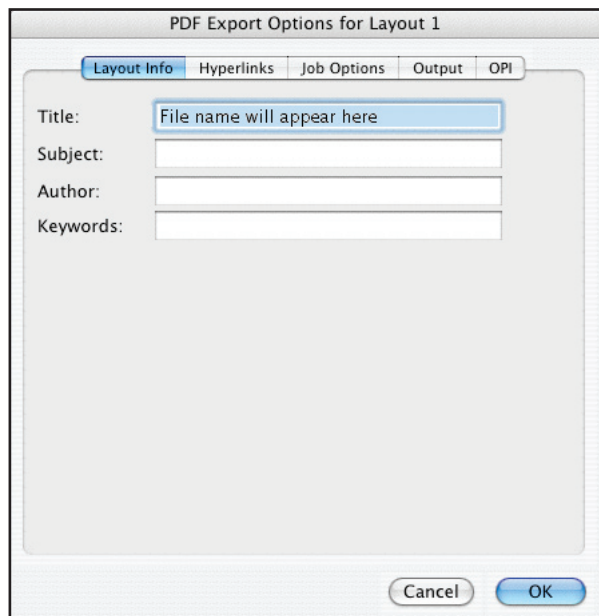 PDF Export Options for Layout 1
Layout Info Hyperlinks Job Options Output OPI
Title: File name will appear here
Subject:
Author:
Keywords:
Cancel OK